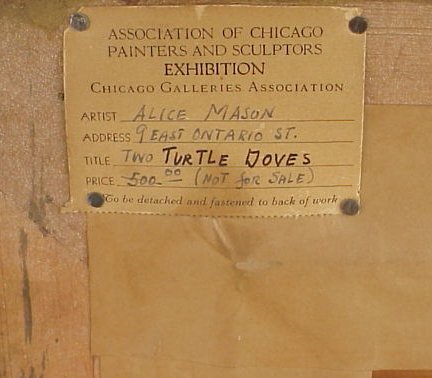 ASSOCIATION OF CHICAGO
PAINTERS AND SCULPTORS
EXHIBITION
CHICAGO GALLERIES ASSOCIATION
ARTIST ALICE MASON
ADDRESS 9 EAST ONTARIO ST.
TITLE TWO TURTLE DOVES
PRICE 500.00 (NOT FOR SALE)
To be detached and fastened to back of work